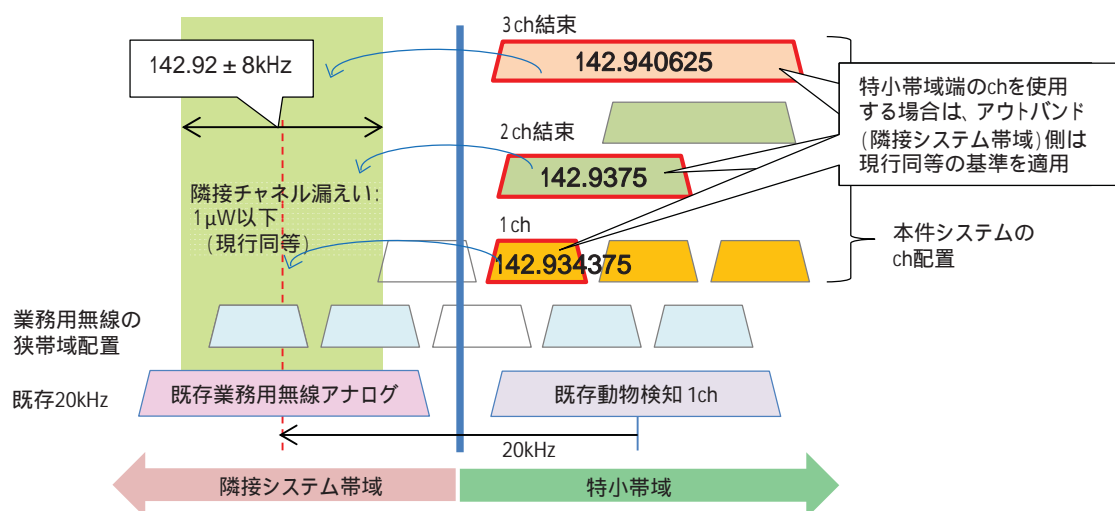 3ch結束
142.940625
142.92 ± 8kHz
特小帯域端のchを使用
する場合は、アウトバンド
(隣接システム帯域)側は
現行同等の基準を適用
2ch結束
142.9375
隣接チャネル漏えい:
1μW以下
(現行同等)
1ch
142.934375
本件システムの
ch配置
業務用無線の
狭帯域配置
既存20kHz
既存業務用無線アナログ
既存動物検知 1ch
20kHz
隣接システム帯域
特小帯域